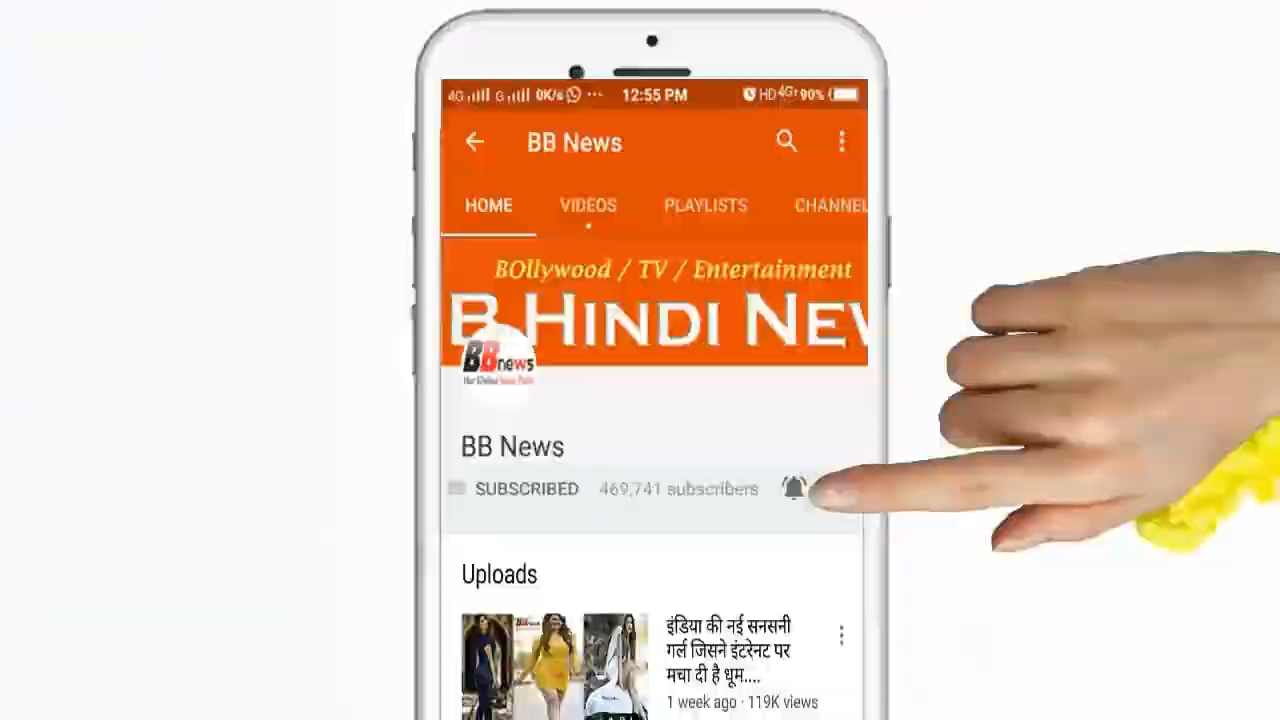 4G G 0K/s ... 12:55 PM HD 4G+ 90%
BB News
HOME VIDEOS PLAYLISTS CHANNEL
BOllywood / TV / Entertainment
B HINDI NEW
BBnews
BB News
SUBSCRIBED 469,741 subscribers
Uploads
इंडिया की नई सनसनी
गर्ल जिसने इंटरनेट पर
मचा दी है धूम....
1 week ago · 119K views